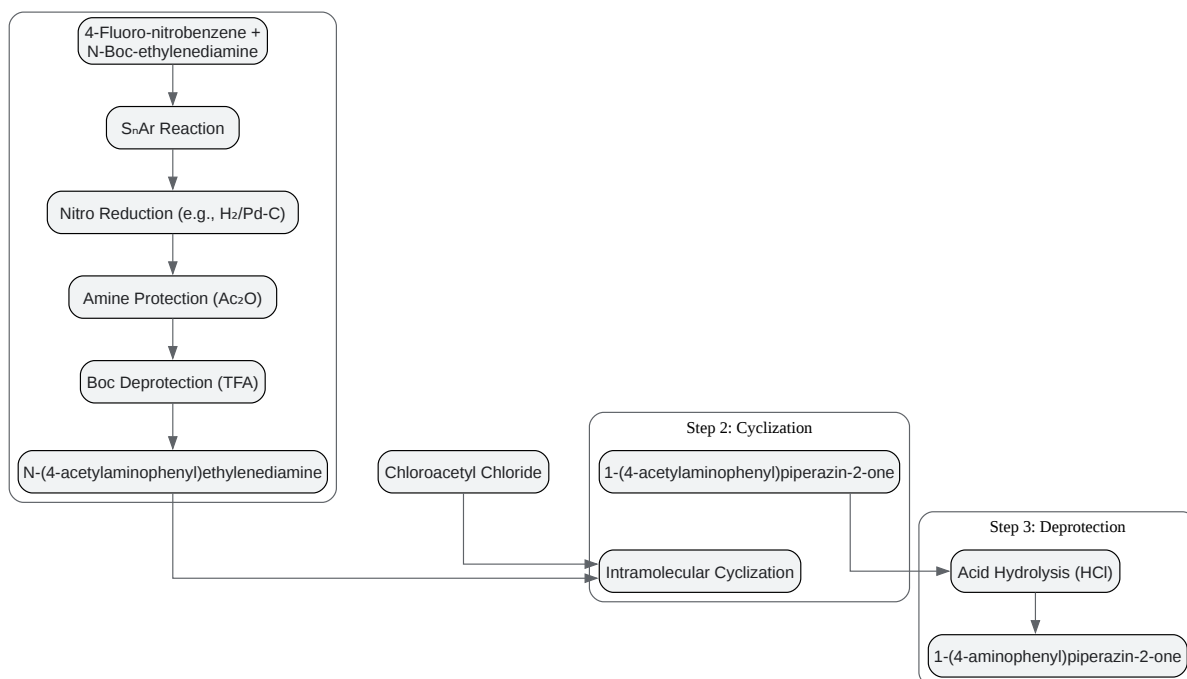 4-Fluoro-nitrobenzene +
N-Boc-ethylenediamine
SₙAr Reaction
Nitro Reduction (e.g., H₂/Pd-C)
Amine Protection (Ac₂O)
Boc Deprotection (TFA)
N-(4-acetylaminophenyl)ethylenediamine
Chloroacetyl Chloride
Step 2: Cyclization
1-(4-acetylaminophenyl)piperazin-2-one
Intramolecular Cyclization
Step 3: Deprotection
Acid Hydrolysis (HCl)
1-(4-aminophenyl)piperazin-2-one